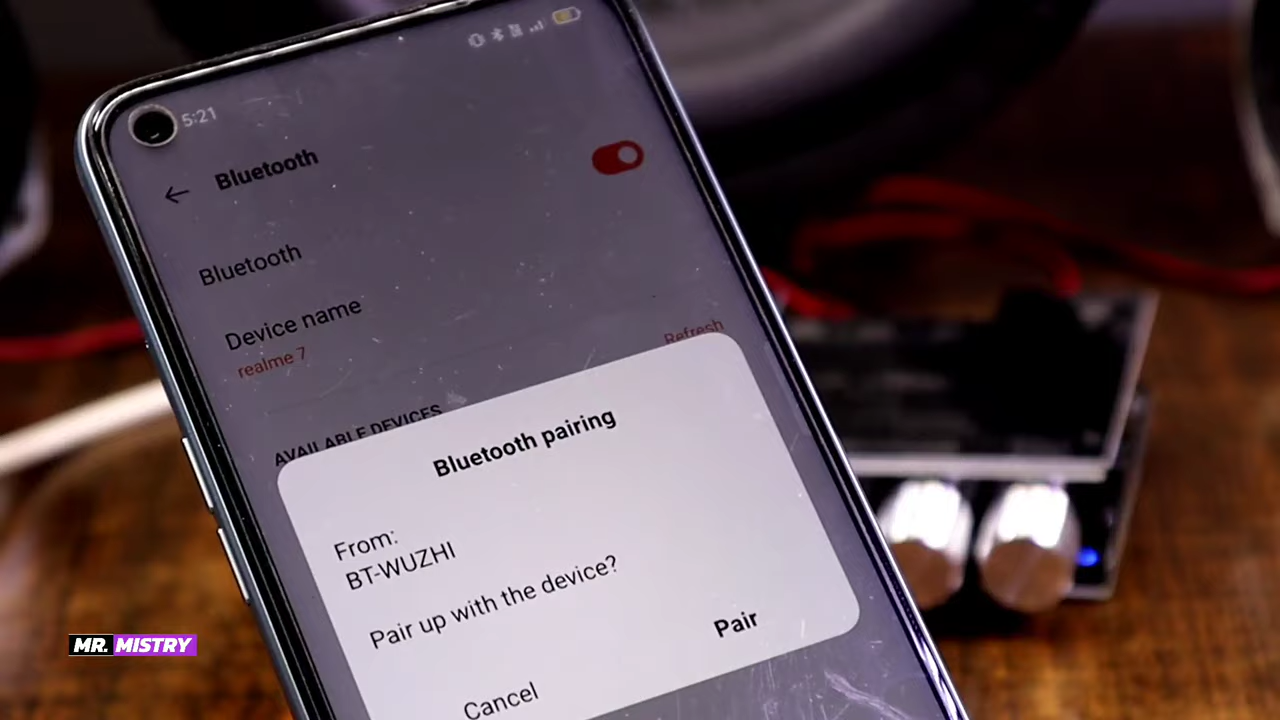 5:21
Bluetooth
Bluetooth
Device name
realme 7
Refresh
AVAILABLE DEVICES
Bluetooth pairing
From:
BT-WUZHI
Pair up with the device?
Cancel
Pair
MR. MISTRY